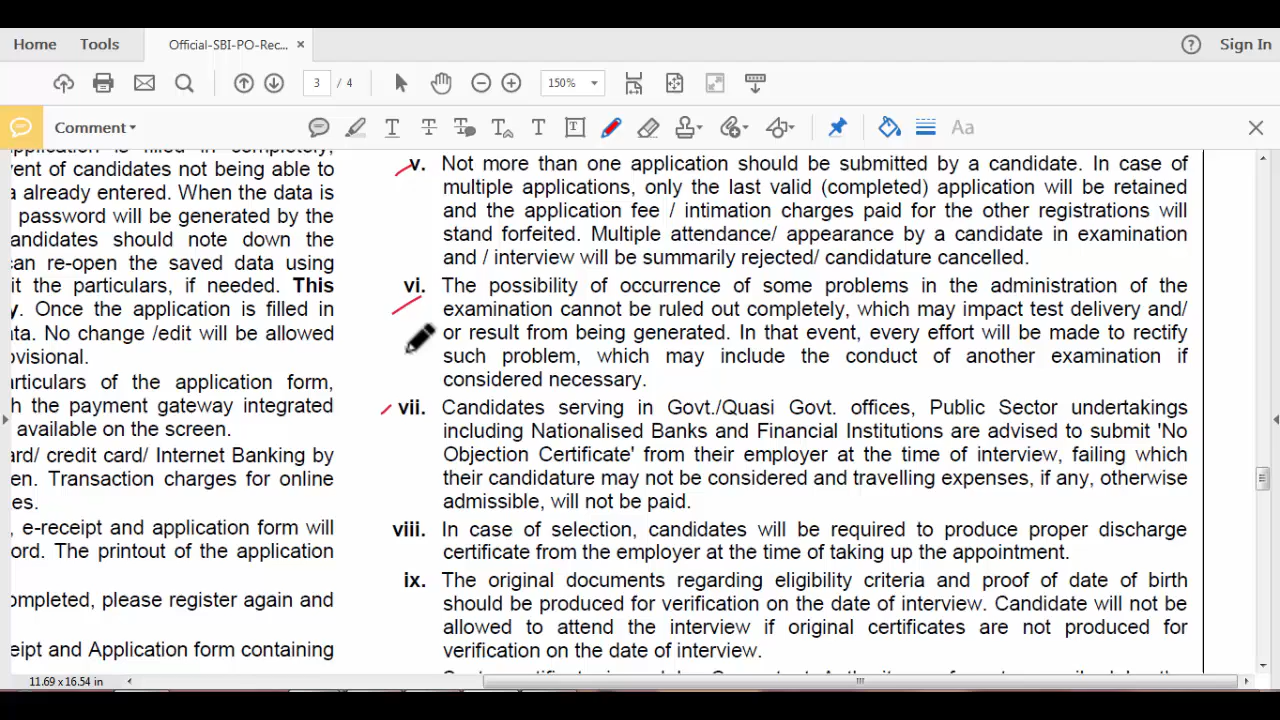 Home Tools Official-SBI-PO-Rec... × ? Sign In
3 / 4 150%
Comment Aa
application is filled in completely,
vent of candidates not being able to
a already entered. When the data is
password will be generated by the
andidates should note down the
can re-open the saved data using
it the particulars, if needed. This
y. Once the application is filled in
ata. No change /edit will be allowed
ovisional.
articulars of the application form,
h the payment gateway integrated
available on the screen.
ard/ credit card/ Internet Banking by
en. Transaction charges for online
es.
, e-receipt and application form will
ord. The printout of the application
ompleted, please register again and
eipt and Application form containing
v. Not more than one application should be submitted by a candidate. In case of
multiple applications, only the last valid (completed) application will be retained
and the application fee / intimation charges paid for the other registrations will
stand forfeited. Multiple attendance/ appearance by a candidate in examination
and / interview will be summarily rejected/ candidature cancelled.
vi. The possibility of occurrence of some problems in the administration of the
examination cannot be ruled out completely, which may impact test delivery and/
or result from being generated. In that event, every effort will be made to rectify
such problem, which may include the conduct of another examination if
considered necessary.
vii. Candidates serving in Govt./Quasi Govt. offices, Public Sector undertakings
including Nationalised Banks and Financial Institutions are advised to submit 'No
Objection Certificate' from their employer at the time of interview, failing which
their candidature may not be considered and travelling expenses, if any, otherwise
admissible, will not be paid.
viii. In case of selection, candidates will be required to produce proper discharge
certificate from the employer at the time of taking up the appointment.
ix. The original documents regarding eligibility criteria and proof of date of birth
should be produced for verification on the date of interview. Candidate will not be
allowed to attend the interview if original certificates are not produced for
verification on the date of interview.
11.69 x 16.54 in